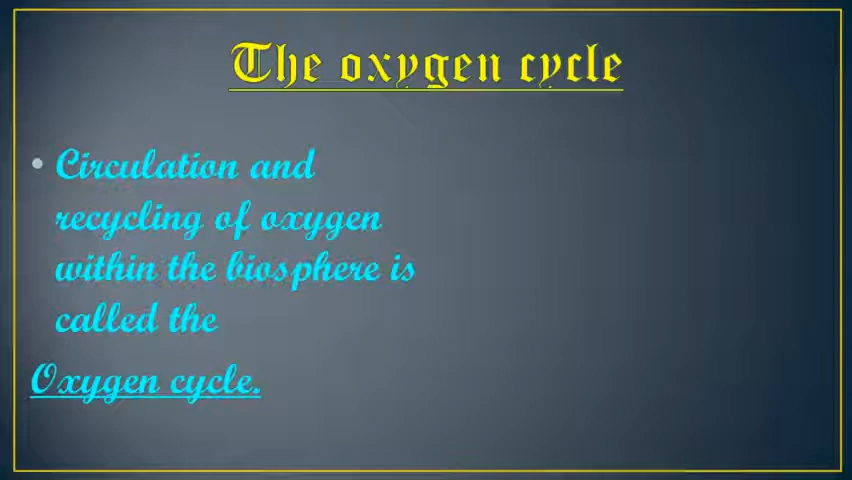 The oxygen cycle
• Circulation and
recycling of oxygen
within the biosphere is
called the
Oxygen cycle.